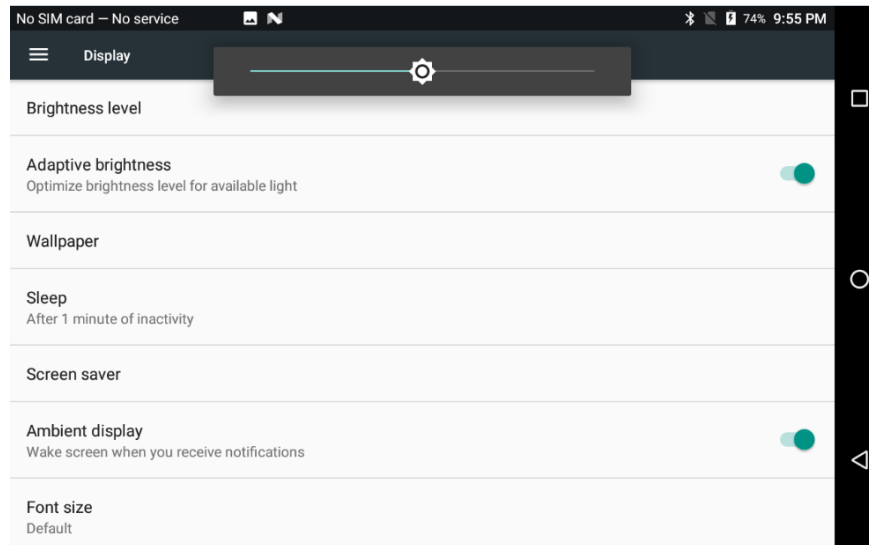 No SIM card — No service 74% 9:55 PM
Display
Brightness level
Adaptive brightness
Optimize brightness level for available light
Wallpaper
Sleep
After 1 minute of inactivity
Screen saver
Ambient display
Wake screen when you receive notifications
Font size
Default